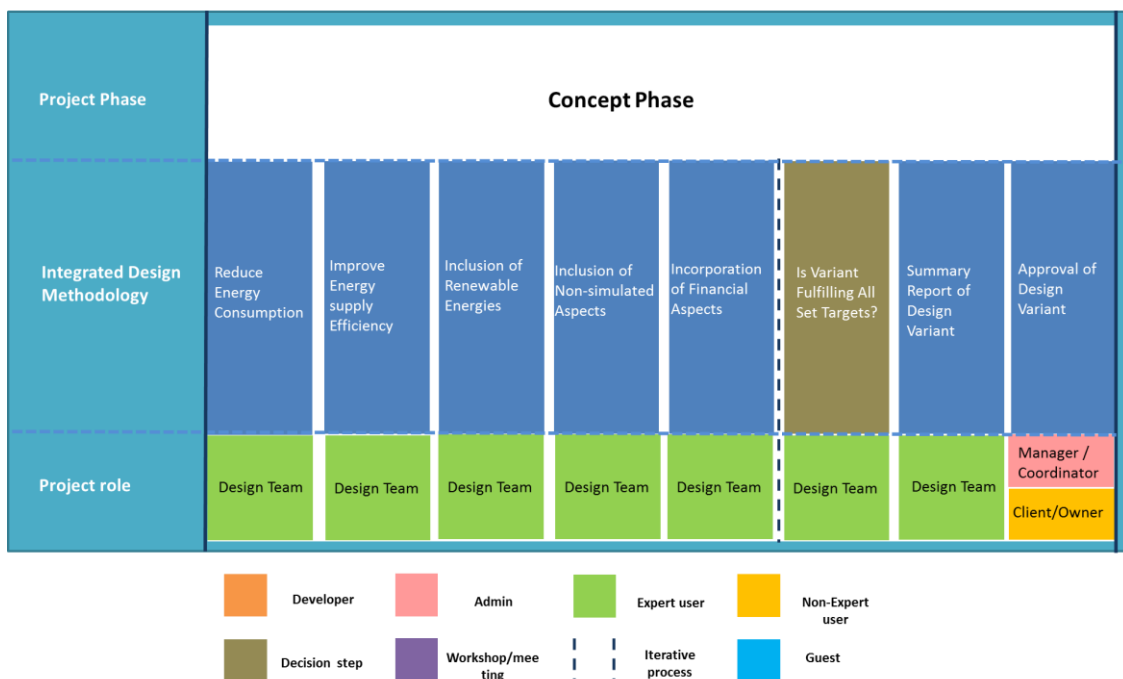 Project Phase
Concept Phase
Integrated Design
Methodology
Reduce
Energy
Consumption
Improve
Energy
supply
Efficiency
Inclusion of
Renewable
Energies
Inclusion of
Non-simulated
Aspects
Incorporation
of Financial
Aspects
Is Variant
Fulfilling All
Set Targets?
Summary
Report of
Design
Variant
Approval of
Design
Variant
Project role
Design Team
Design Team
Design Team
Design Team
Design Team
Design Team
Design Team
Manager /
Coordinator
Client/Owner
Developer
Admin
Expert user
Non-Expert
user
Decision step
Workshop/mee
ting
Iterative
process
Guest